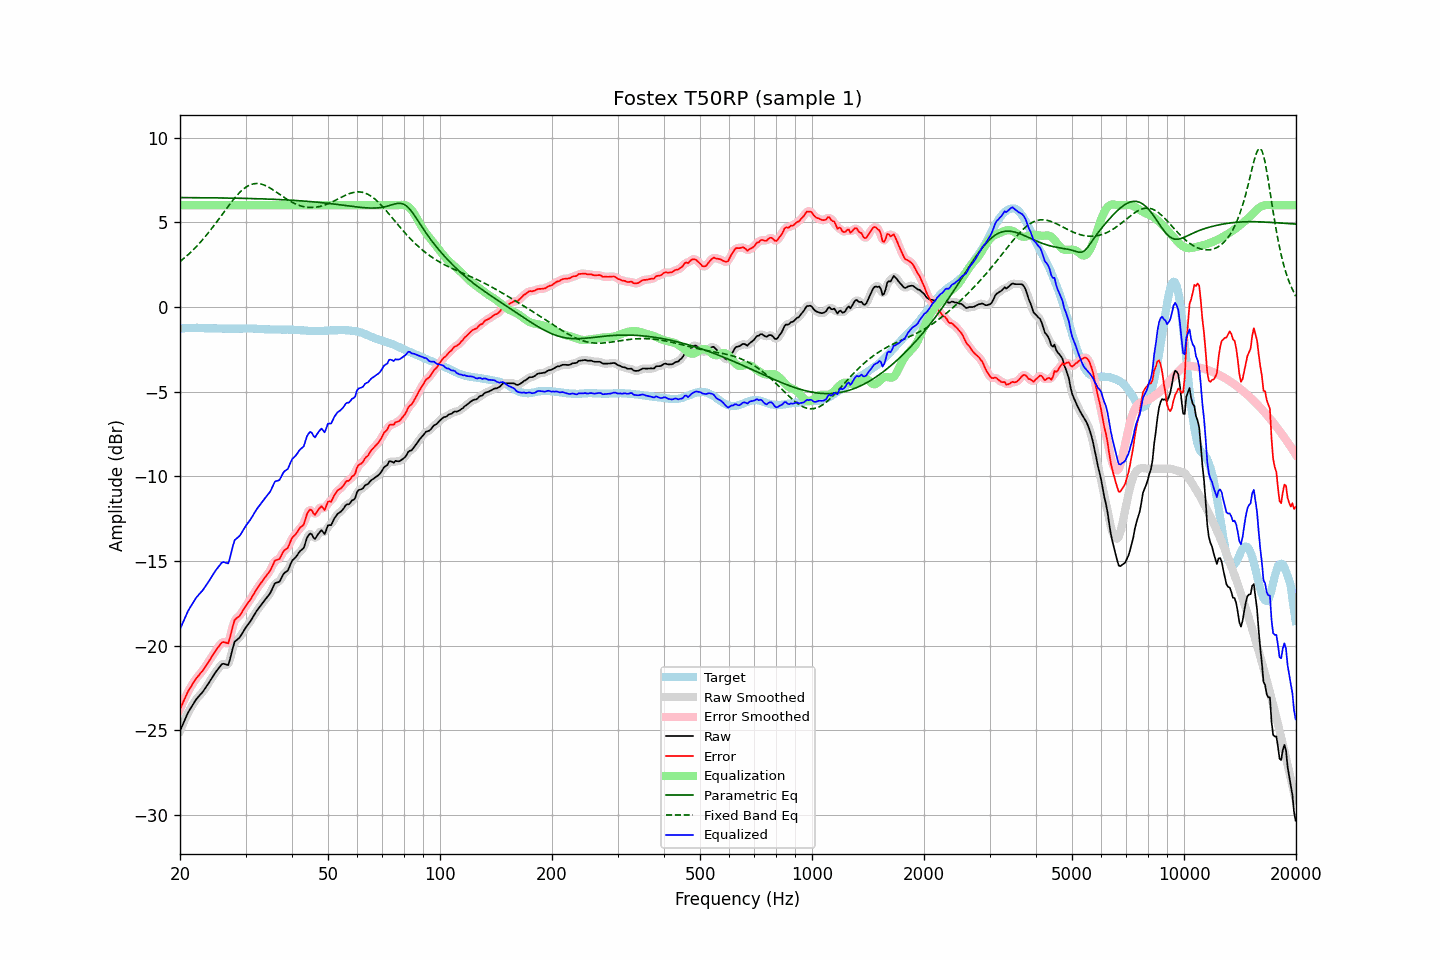 Fostex T50RP (sample 1)
Amplitude (dBr)
10
5
0
−5
−10
−15
−20
−25
−30
Target
Raw Smoothed
Error Smoothed
Raw
Error
Equalization
Parametric Eq
Fixed Band Eq
Equalized
20 50 100 200 500 1000 2000 5000 10000 20000
Frequency (Hz)